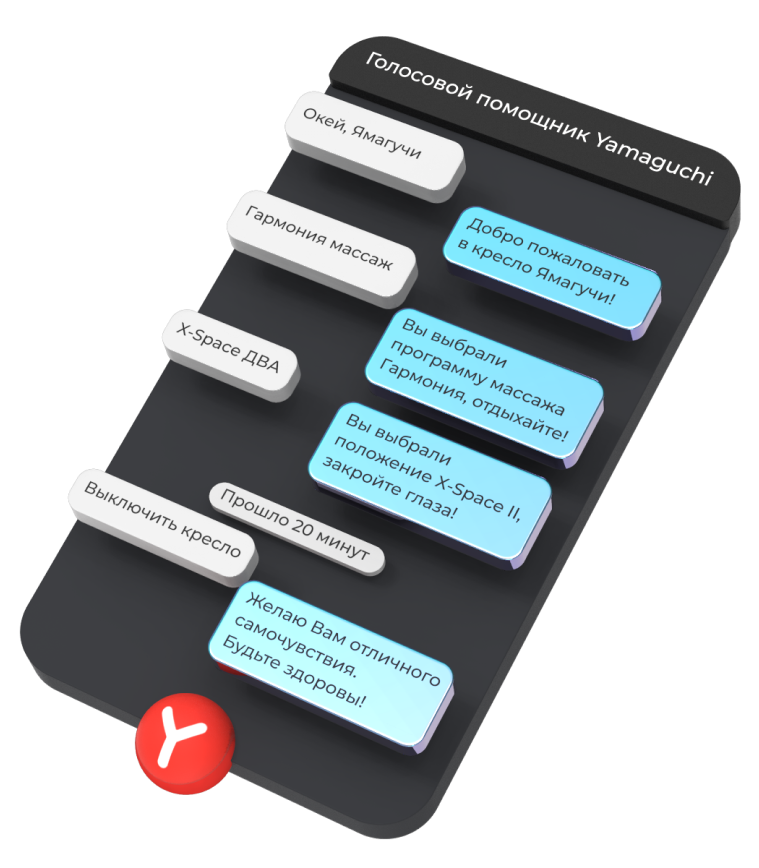 Голосовой помощник Yamaguchi
Окей, Ямагучи
Добро пожаловать
в кресло Ямагучи!
Гармония массаж
Вы выбрали
программу массажа
Гармония, отдыхайте!
X-Space ДВА
Вы выбрали
положение X-Space II,
закройте глаза!
Прошло 20 минут
Выключить кресло
Желаю Вам отличного
самочувствия.
Будьте здоровы!
Y